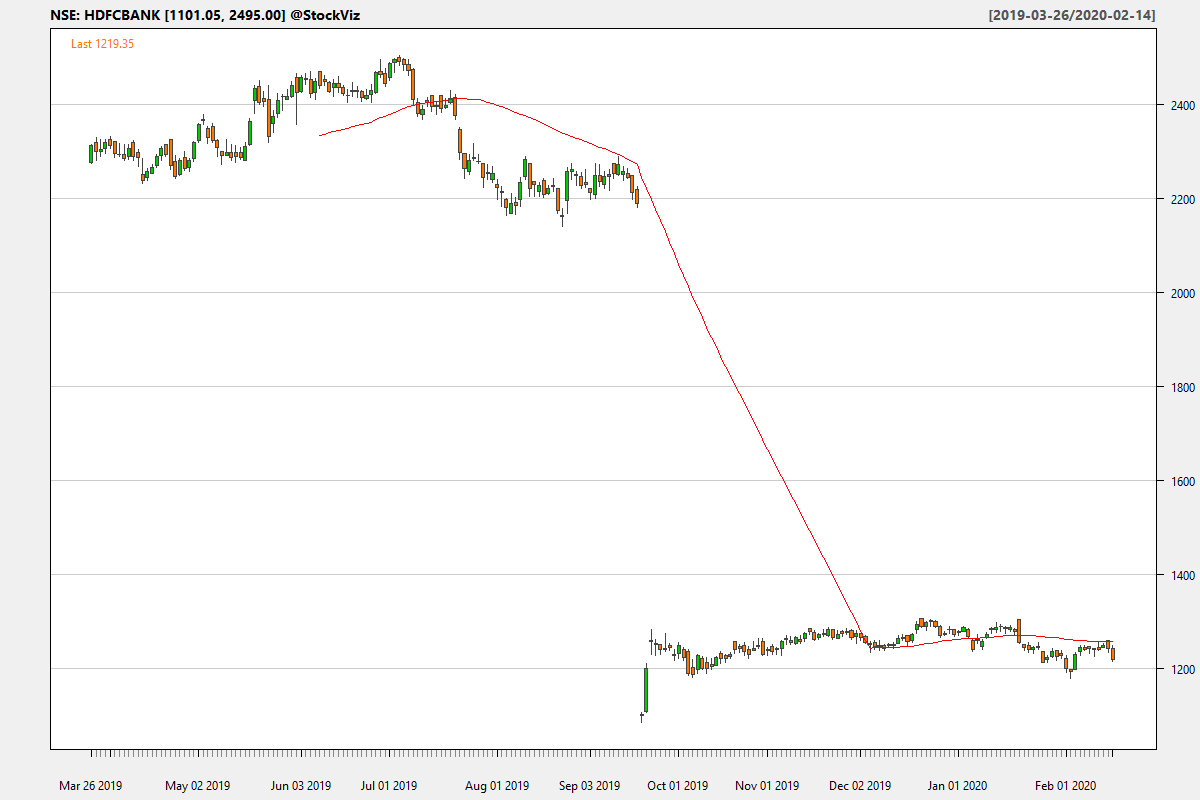 NSE: HDFCBANK [1101.05, 2495.00] @StockViz [2019-03-26/2020-02-14]
Last 1219.35
2400
2200
2000
1800
1600
1400
1200
Mar 26 2019 May 02 2019 Jun 03 2019 Jul 01 2019 Aug 01 2019 Sep 03 2019 Oct 01 2019 Nov 01 2019 Dec 02 2019 Jan 01 2020 Feb 01 2020